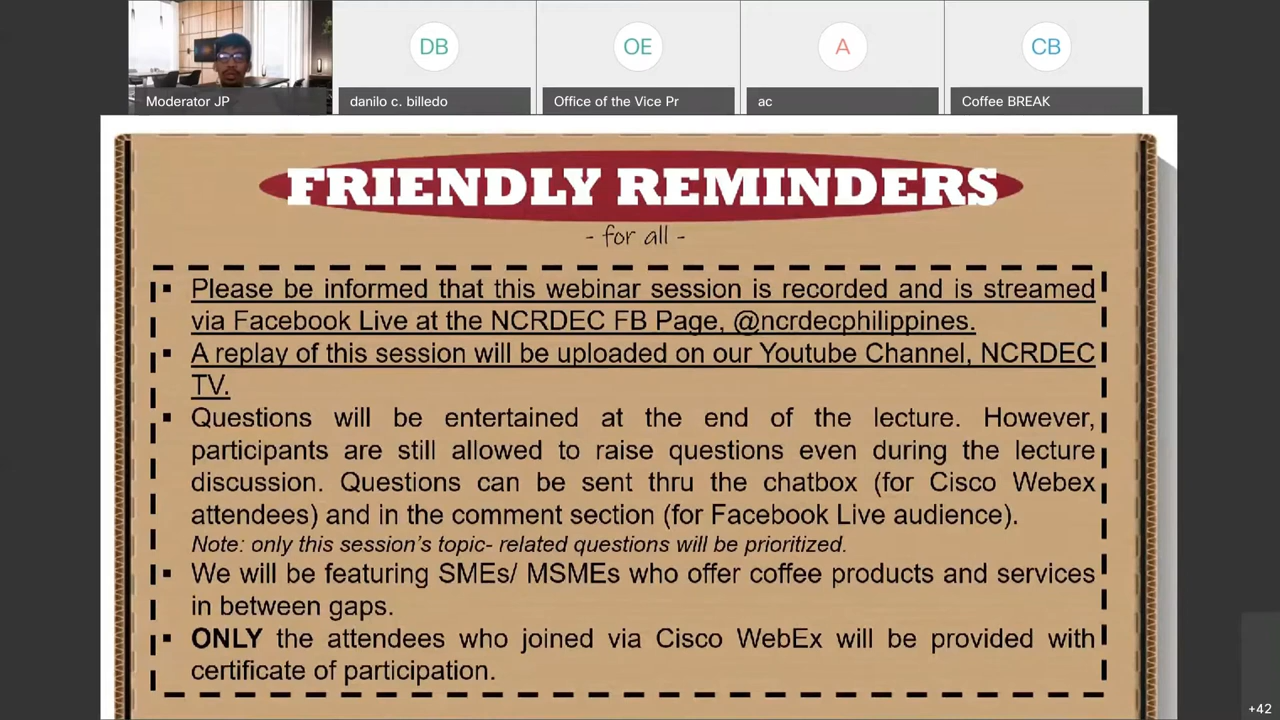 DB
OE
A
CB
Moderator JP
danilo c. billedo
Office of the Vice Pr
ac
Coffee BREAK
FRIENDLY REMINDERS
- for all -
▪ Please be informed that this webinar session is recorded and is streamed
via Facebook Live at the NCRDEC FB Page, @ncrdecphilippines.
▪ A replay of this session will be uploaded on our Youtube Channel, NCRDEC
TV.
▪ Questions will be entertained at the end of the lecture. However,
participants are still allowed to raise questions even during the lecture
discussion. Questions can be sent thru the chatbox (for Cisco Webex
attendees) and in the comment section (for Facebook Live audience).
Note: only this session's topic- related questions will be prioritized.
▪ We will be featuring SMEs/ MSMEs who offer coffee products and services
in between gaps.
▪ ONLY the attendees who joined via Cisco WebEx will be provided with
certificate of participation.
+42